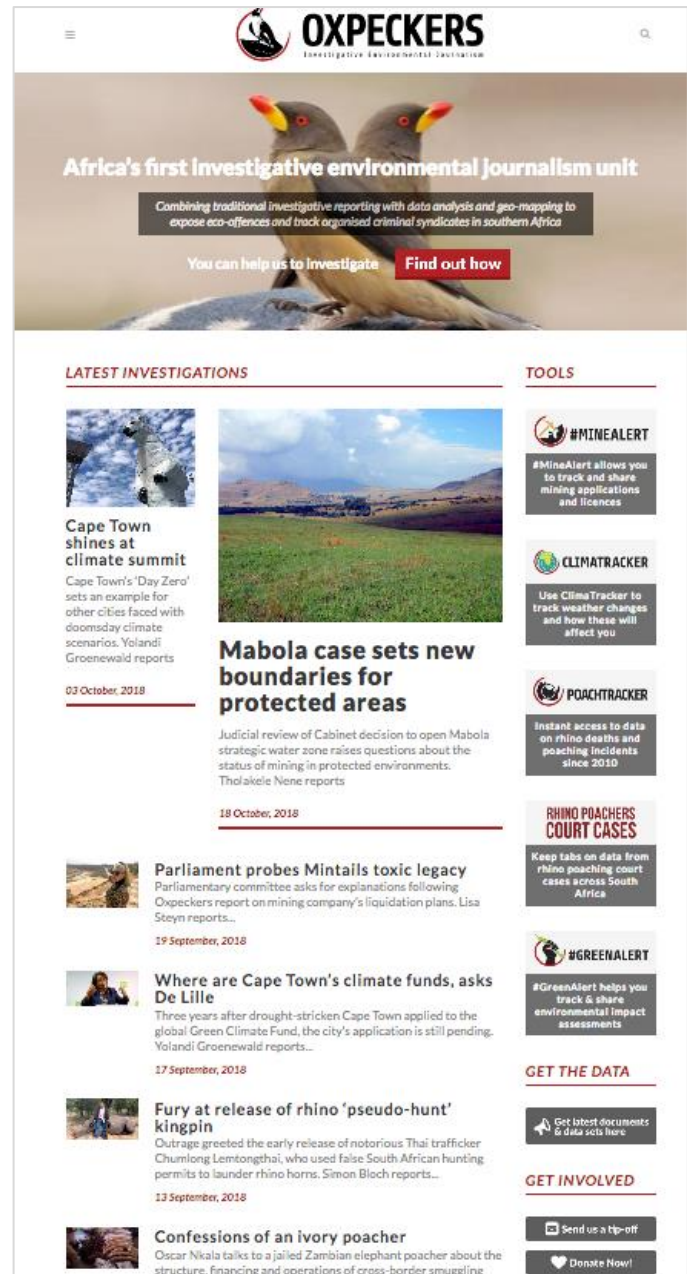 OXPECKERS
Investigative Environmental Journalism
Africa's first investigative environmental journalism unit
Combining traditional investigative reporting with data analysis and geo-mapping to
expose eco-offences and track organised criminal syndicates in southern Africa
You can help us to investigate
Find out how
LATEST INVESTIGATIONS
Cape Town
shines at
climate summit
Cape Town's 'Day Zero'
sets an example for
other cities faced with
doomsday climate
scenarios. Yolandi
Groenewald reports
03 October, 2018
Mabola case sets new
boundaries for
protected areas
Judicial review of Cabinet decision to open Mabola
strategic water zone raises questions about the
status of mining in protected environments.
Tholakele Nene reports
18 October, 2018
Parliament probes Mintails toxic legacy
Parliamentary committee asks for explanations following
Oxpeckers report on mining company's liquidation plans. Lisa
Steyn reports...
19 September, 2018
Where are Cape Town's climate funds, asks
De Lille
Three years after drought-stricken Cape Town applied to the
global Green Climate Fund, the city's application is still pending.
Yolandi Groenewald reports...
17 September, 2018
Fury at release of rhino 'pseudo-hunt'
kingpin
Outrage greeted the early release of notorious Thai trafficker
Chumlong Lemtongthai, who used false South African hunting
permits to launder rhino horns. Simon Bloch reports...
13 September, 2018
Confessions of an ivory poacher
Oscar Nkala talks to a jailed Zambian elephant poacher about the
structure, financing and operations of cross-border smuggling
TOOLS
#MINEALERT
#MineAlert allows you
to track and share
mining applications
and licences
CLIMATRACKER
Use ClimaTracker to
track weather changes
and how these will
affect you
POACHTRACKER
Instant access to data
on rhino deaths and
poaching incidents
since 2010
RHINO POACHERS
COURT CASES
Keep tabs on data from
rhino poaching court
cases across South
Africa
#GREENALERT
#GreenAlert helps you
track & share
environmental impact
assessments
GET THE DATA
Get latest documents
& data sets here
GET INVOLVED
Send us a tip-off
Donate Now!